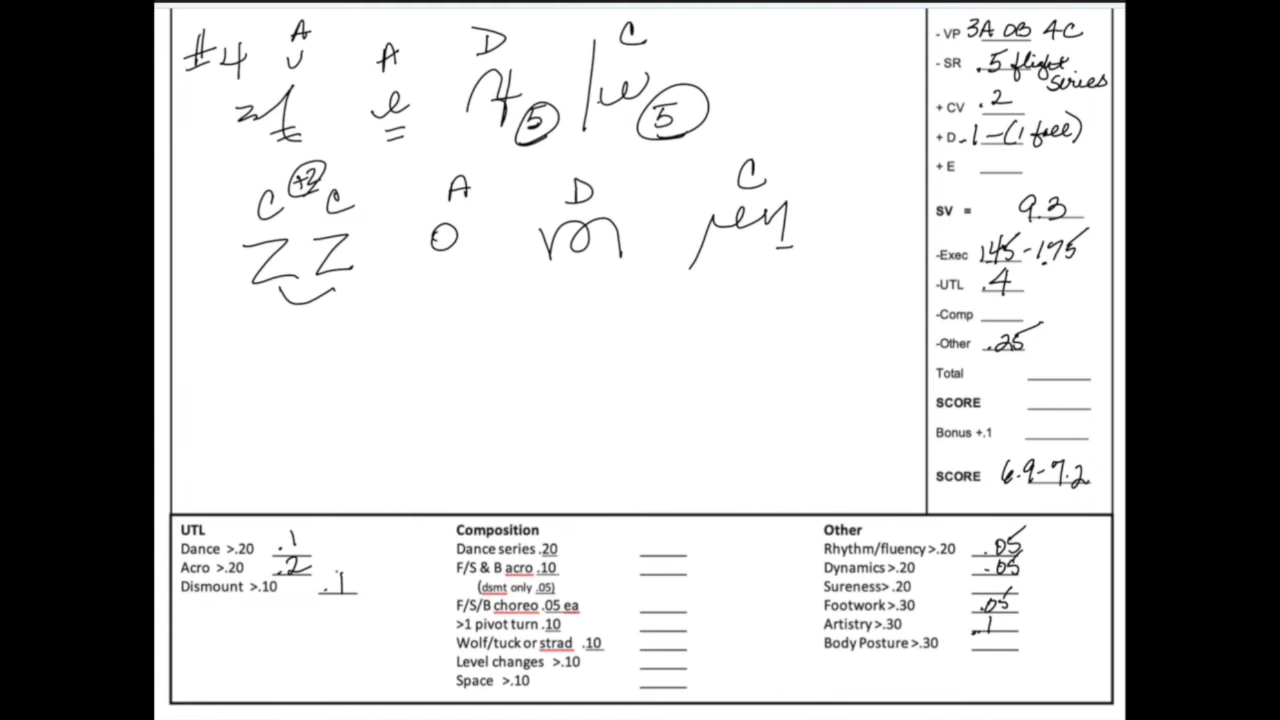 #4 A A D C
5 5
C +2 C A D C
- VP 3A 0B 4C
- SR .5 flight series
+ CV .2
+ D .1 - (1 fall)
+ E
SV = 9.3
-Exec 1.45 - 1.75
-UTL .4
-Comp
-Other .25
Total
SCORE
Bonus +.1
SCORE 6.9 - 7.2
UTL
Dance >.20 .1
Acro >.20 .2
Dismount >.10 .1
Composition
Dance series .20
F/S & B acro .10
(dsmt only .05)
F/S/B choreo .05 ea
>1 pivot turn .10
Wolf/tuck or strad .10
Level changes >.10
Space >.10
Other
Rhythm/fluency>.20 .05
Dynamics>.20 .05
Sureness>.20
Footwork>.30 .05
Artistry>.30 .1
Body Posture >.30